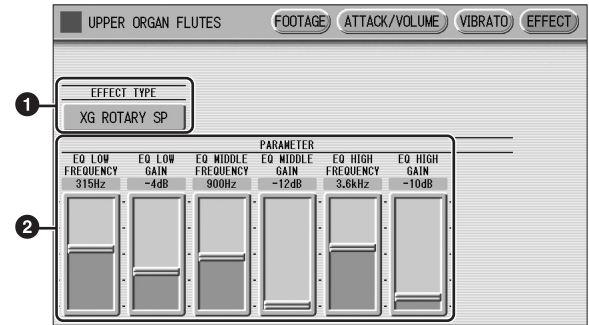 UPPER ORGAN FLUTES FOOTAGE ATTACK/VOLUME VIBRATO EFFECT
1
EFFECT TYPE
XG ROTARY SP
PARAMETER
EQ LOW FREQUENCY EQ LOW GAIN EQ MIDDLE FREQUENCY EQ MIDDLE GAIN EQ HIGH FREQUENCY EQ HIGH GAIN
315Hz -4dB 900Hz -12dB 3.6kHz -10dB
2